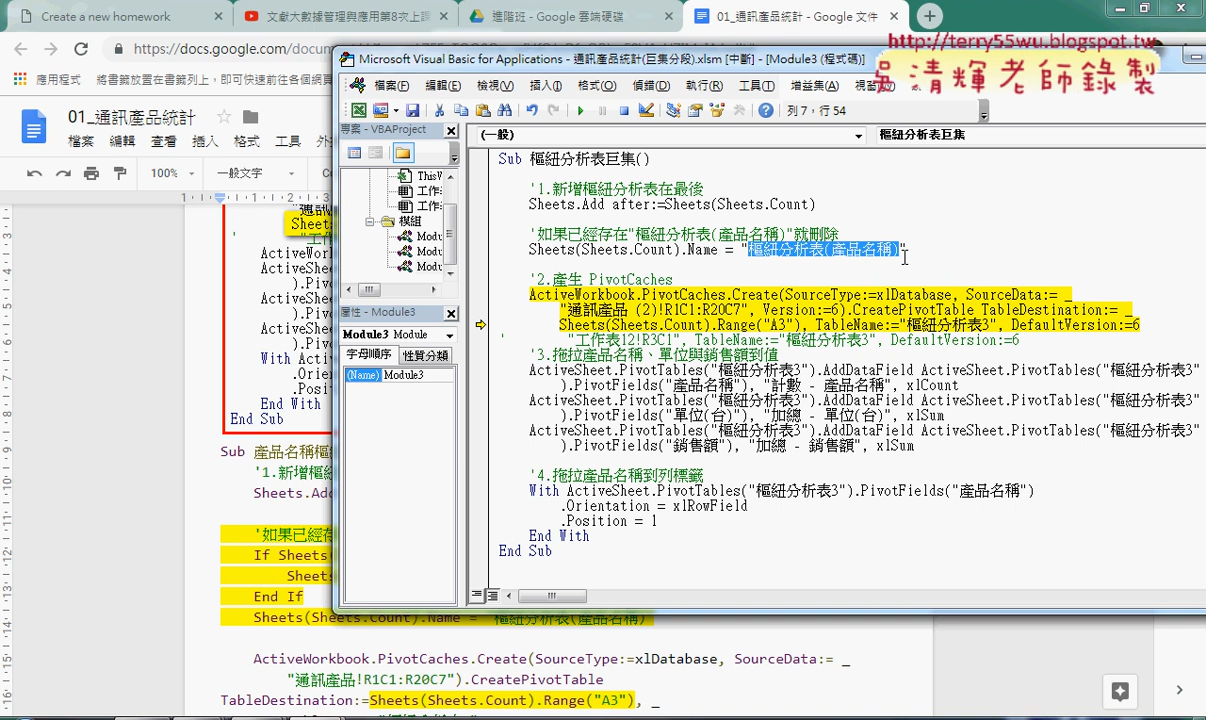 Create a new homework
文獻大數據管理與應用第8次上課
進階班 - Google 雲端硬碟
01_通訊產品統計 - Google 文件
https://docs.google.com/docum
http://terry55wu.blogspot.tw
吳清輝老師錄製
應用程式
將書籤放置在書籤列上,即可快速在各個網頁
Microsoft Visual Basic for Applications - 通訊產品統計(巨集分段).xlsm [中斷] - [Module3 (程式碼)]
檔案(F) 編輯(E) 檢視(V) 插入(I) 格式(O) 偵錯(D) 執行(R) 工具(T) 增益集(A) 視窗
列 7, 行 54
01_通訊產品統計
檔案 編輯 查看 插入 格式 工具
100% 一般文字
專案 - VBAProject
ThisW
工作
工作
模組
Modu
Modu
Modu
屬性 - Module3
Module3 Module
字母順序 性質分類
(Name) Module3
(一般)
樞紐分析表巨集
Sub 樞紐分析表巨集()
'1.新增樞紐分析表在最後
Sheets.Add after:=Sheets(Sheets.Count)
'如果已經存在"樞紐分析表(產品名稱)"就刪除
Sheets(Sheets.Count).Name = "樞紐分析表(產品名稱)"
'2.產生 PivotCaches
ActiveWorkbook.PivotCaches.Create(SourceType:=xlDatabase, SourceData:= _
"通訊產品 (2)!R1C1:R20C7", Version:=6).CreatePivotTable TableDestination:= _
Sheets(Sheets.Count).Range("A3"), TableName:="樞紐分析表3", DefaultVersion:=6
' "工作表12!R3C1", TableName:="樞紐分析表3", DefaultVersion:=6
'3.拖拉產品名稱、單位與銷售額到值
ActiveSheet.PivotTables("樞紐分析表3").AddDataField ActiveSheet.PivotTables("樞紐分析表3"
).PivotFields("產品名稱"), "計數 - 產品名稱", xlCount
ActiveSheet.PivotTables("樞紐分析表3").AddDataField ActiveSheet.PivotTables("樞紐分析表3"
).PivotFields("單位(台)"), "加總 - 單位(台)", xlSum
ActiveSheet.PivotTables("樞紐分析表3").AddDataField ActiveSheet.PivotTables("樞紐分析表3"
).PivotFields("銷售額"), "加總 - 銷售額", xlSum
'4.拖拉產品名稱到列標籤
With ActiveSheet.PivotTables("樞紐分析表3").PivotFields("產品名稱")
.Orientation = xlRowField
.Position = 1
End With
End Sub
"通訊
Sheets
' "工作
ActiveWor
ActiveShe
).Piv
ActiveShe
).Piv
ActiveShe
).Piv
With Acti
.Orien
.Posi
End With
End Sub
Sub 產品名稱樞紐
'1.新增樞紐
Sheets.Add
'如果已經存
If Sheets
Sheets
End If
Sheets(Sheets.Count).Name = "樞紐分析表(產品名稱)"
ActiveWorkbook.PivotCaches.Create(SourceType:=xlDatabase, SourceData:= _
"通訊產品!R1C1:R20C7").CreatePivotTable
TableDestination:=Sheets(Sheets.Count).Range("A3"), _